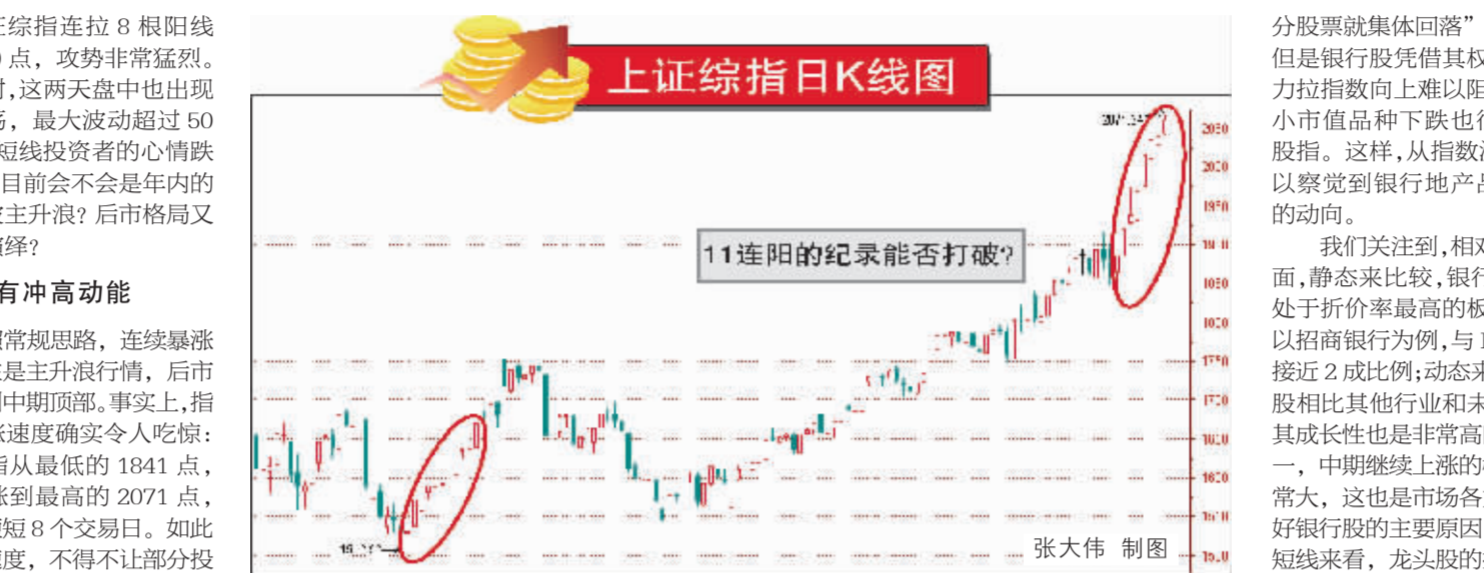 证综指连拉 8 根阳线
点，攻势非常猛烈。
时，这两天盘中也出现
荡，最大波动超过 50
短线投资者的心情跌
目前会不会是年内的
主升浪？后市格局又
演绎？
有冲高动能
照常规思路，连续暴涨
是主升浪行情，后市
中期顶部。事实上，指
涨速度确实令人吃惊：
指从最低的 1841 点，
涨到最高的 2071 点，
短 8 个交易日。如此
速度，不得不让部分投
上证综指日K线图
11连阳的纪录能否打破?
2000
1950
1750
1700
1600
张大伟 制图
分股票就集体回落”
但是银行股凭借其权
力拉指数向上难以阻
小市值品种下跌也
股指。这样，从指数
以察觉到银行地产
的动向。
我们关注到，相对
面，静态来比较，银行
处于折价率最高的板
以招商银行为例，与
接近 2 成比例；动态来
股相比其他行业和未
其成长性也是非常高
一，中期继续上涨的
常大，这也是市场各
好银行股的主要原因
短线来看，龙头股的